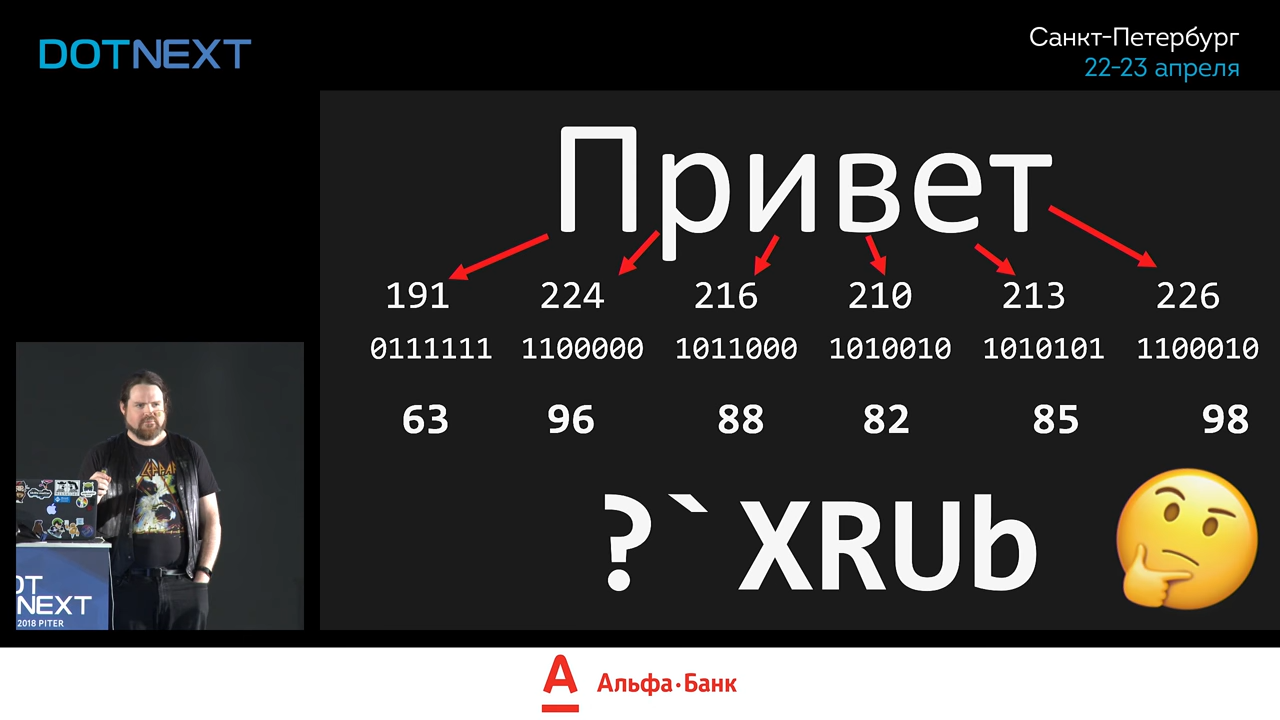 DOTNEXT
Санкт-Петербург
22-23 апреля
Привет
191 224 216 210 213 226
0111111 1100000 1011000 1010010 1010101 1100010
63 96 88 82 85 98
?`XRUb
OT
NEXT
2018 PITER
Альфа·Банк